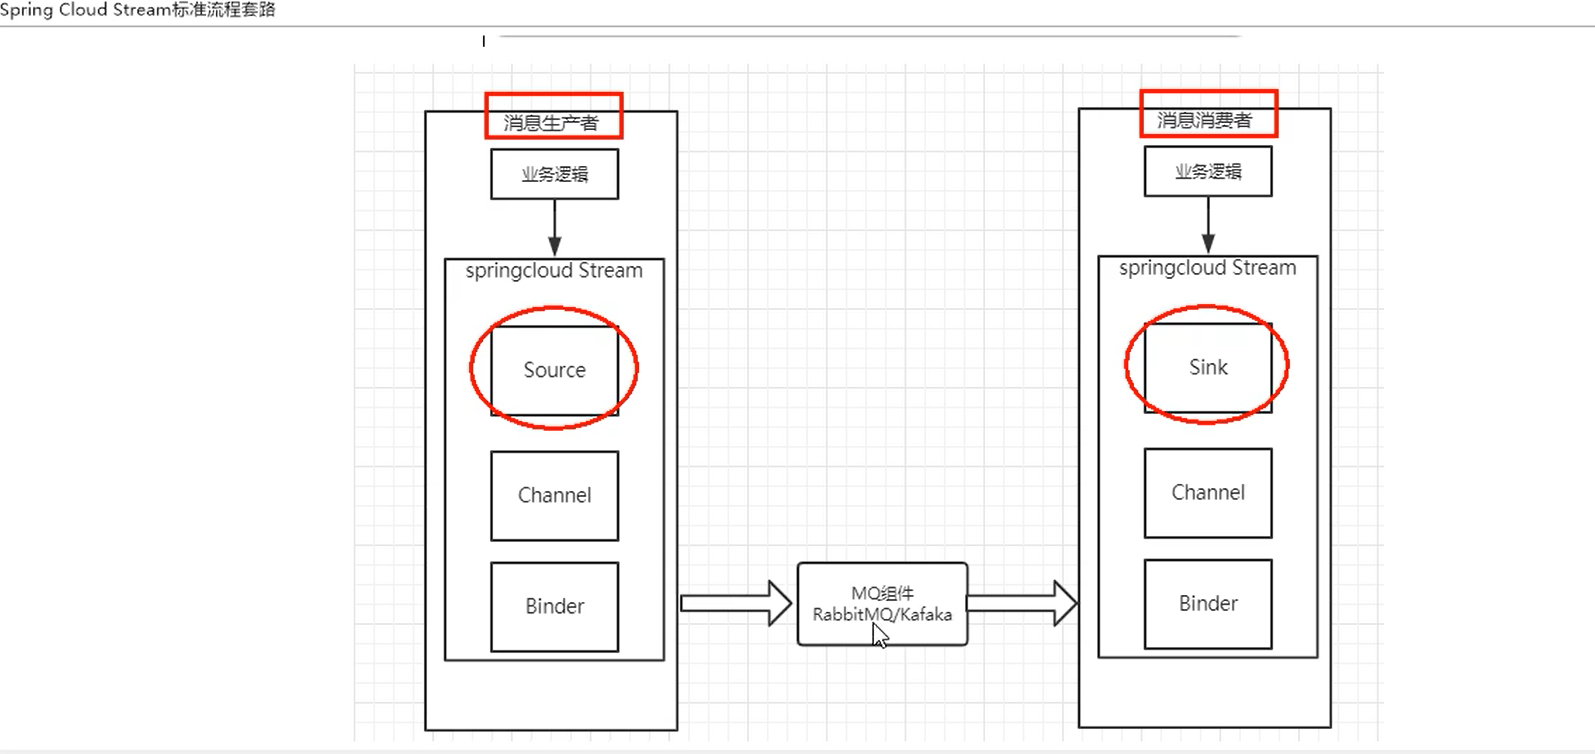 Spring Cloud Stream标准流程套路
消息生产者
业务逻辑
springcloud Stream
Source
Channel
Binder
MQ组件
RabbitMQ/Kafaka
消息消费者
业务逻辑
springcloud Stream
Sink
Channel
Binder